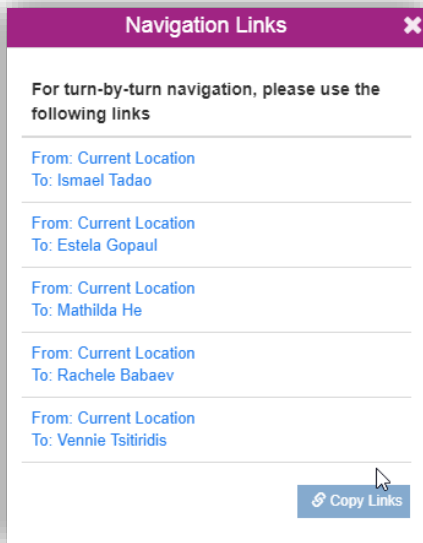 Navigation Links
For turn-by-turn navigation, please use the
following links
From: Current Location
To: Ismael Tadao
From: Current Location
To: Estela Gopaul
From: Current Location
To: Mathilda He
From: Current Location
To: Rachele Babaev
From: Current Location
To: Vennie Tsitiridis
Copy Links